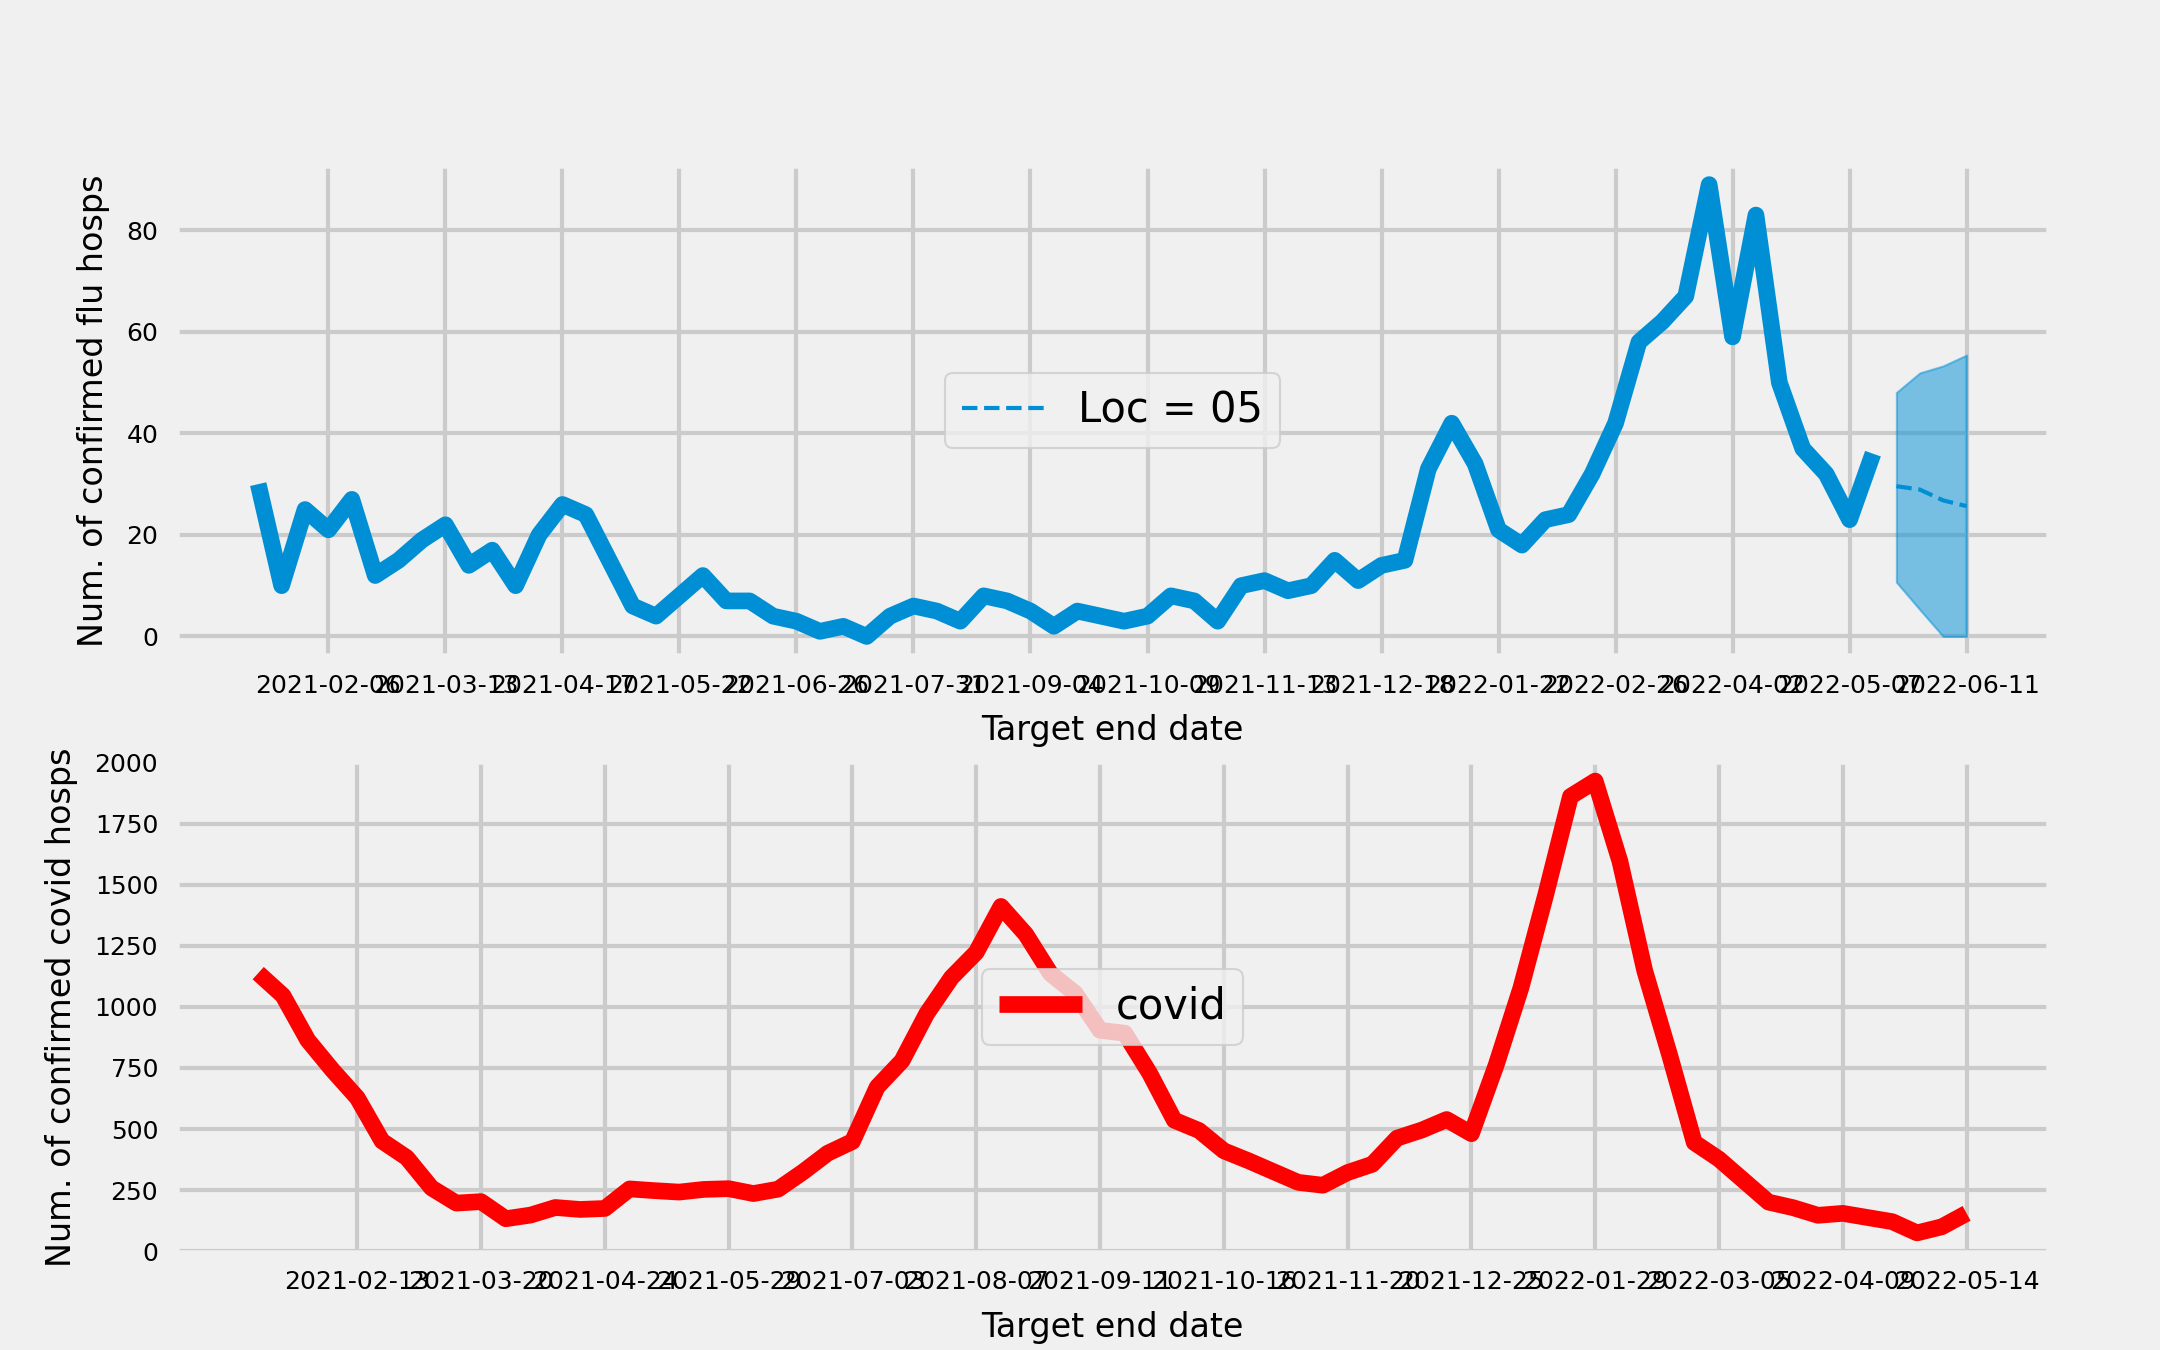 Num. of confirmed flu hosps
80
60
40
20
0
Loc = 05
2021-02-06 2021-03-13 2021-04-17 2021-05-22 2021-06-26 2021-07-31 2021-09-04 2021-10-09 2021-11-13 2021-12-18 2022-01-22 2022-02-26 2022-04-02 2022-05-07 2022-06-11
Target end date
Num. of confirmed covid hosps
2000
1750
1500
1250
1000
750
500
250
0
covid
2021-02-13 2021-03-20 2021-04-24 2021-05-29 2021-07-03 2021-08-07 2021-09-11 2021-10-16 2021-11-20 2021-12-25 2022-01-29 2022-03-05 2022-04-09 2022-05-14
Target end date